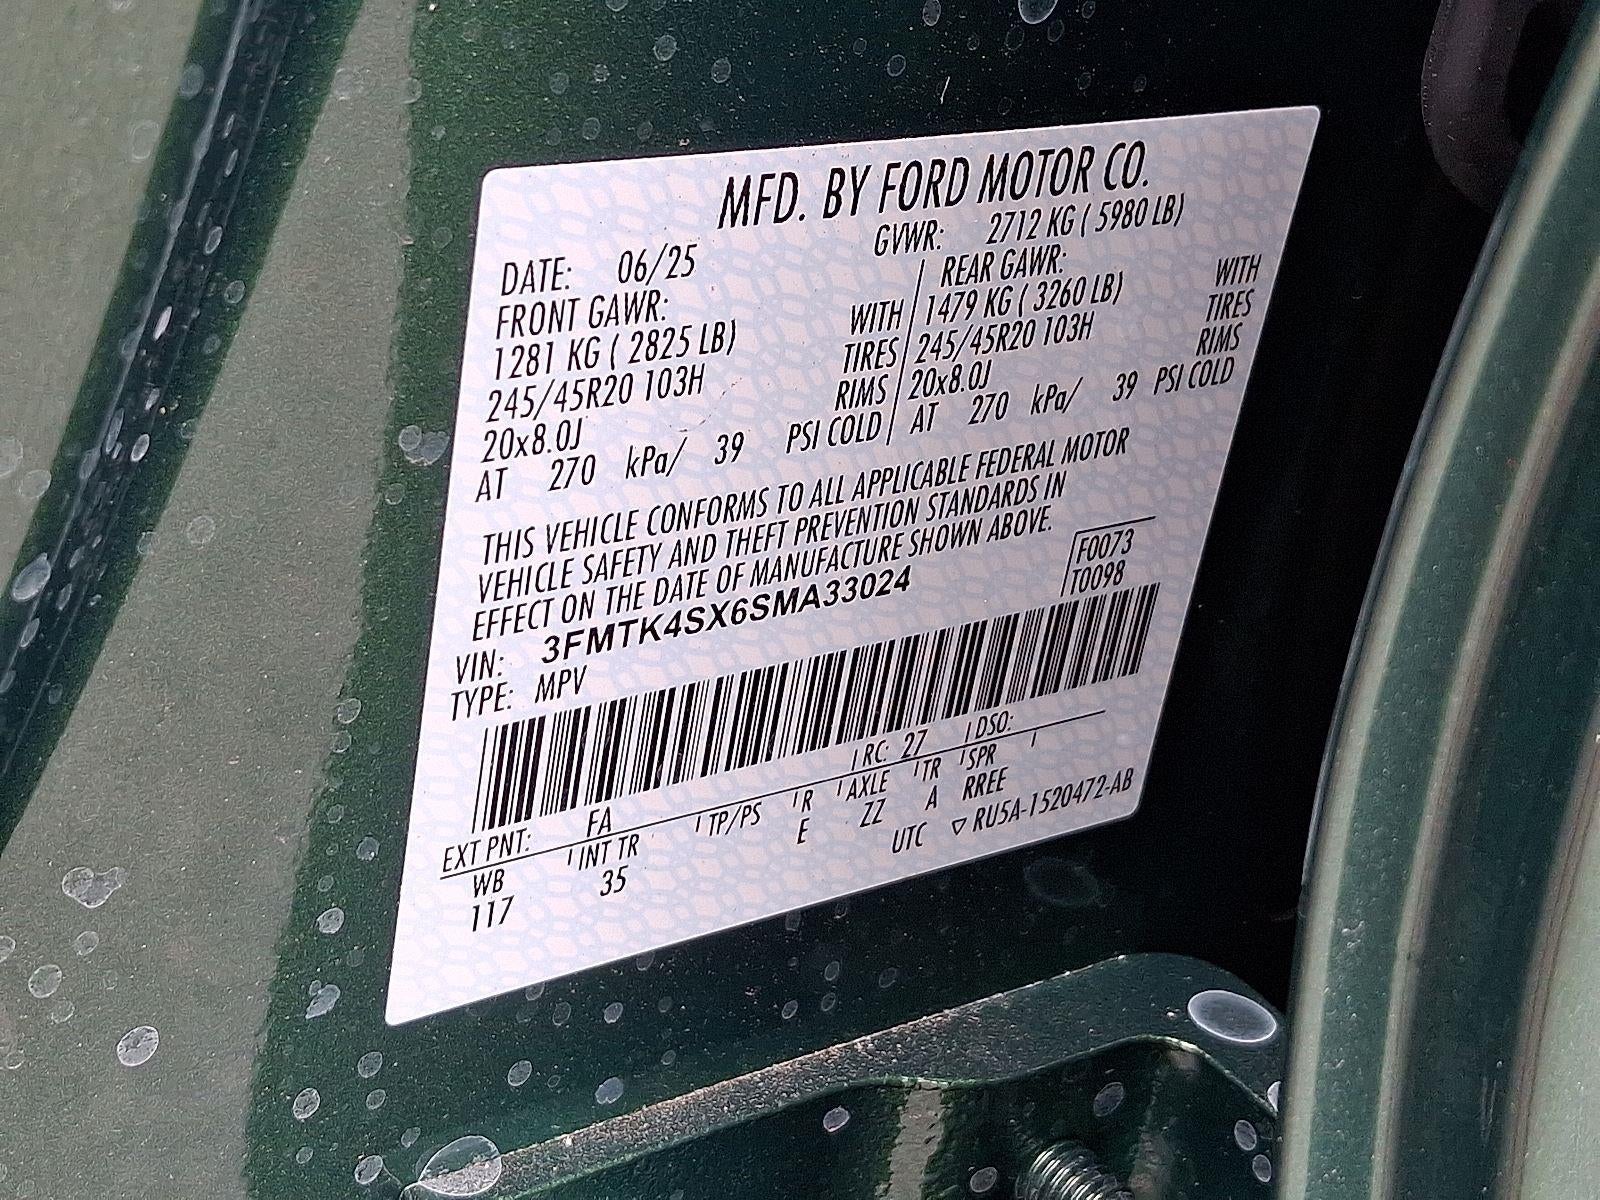 MFD. BY FORD MOTOR CO.
DATE: 06/25 GVWR: 2712 KG ( 5980 LB)
FRONT GAWR: REAR GAWR:
1281 KG ( 2825 LB) WITH 1479 KG ( 3260 LB) WITH
245/45R20 103H TIRES 245/45R20 103H TIRES
20x8.0J RIMS 20x8.0J RIMS
AT 270 kPa/ 39 PSI COLD AT 270 kPa/ 39 PSI COLD
THIS VEHICLE CONFORMS TO ALL APPLICABLE FEDERAL MOTOR
VEHICLE SAFETY AND THEFT PREVENTION STANDARDS IN
EFFECT ON THE DATE OF MANUFACTURE SHOWN ABOVE.
VIN: 3FMTK4SX6SMA33024 F0073
TYPE: MPV T0098
EXT PNT: FA RC: 27 DSO:
WB INT TR TP/PS R AXLE TR SPR
117 35 E ZZ A RREE
UTC ▽ RU5A-1520472-AB